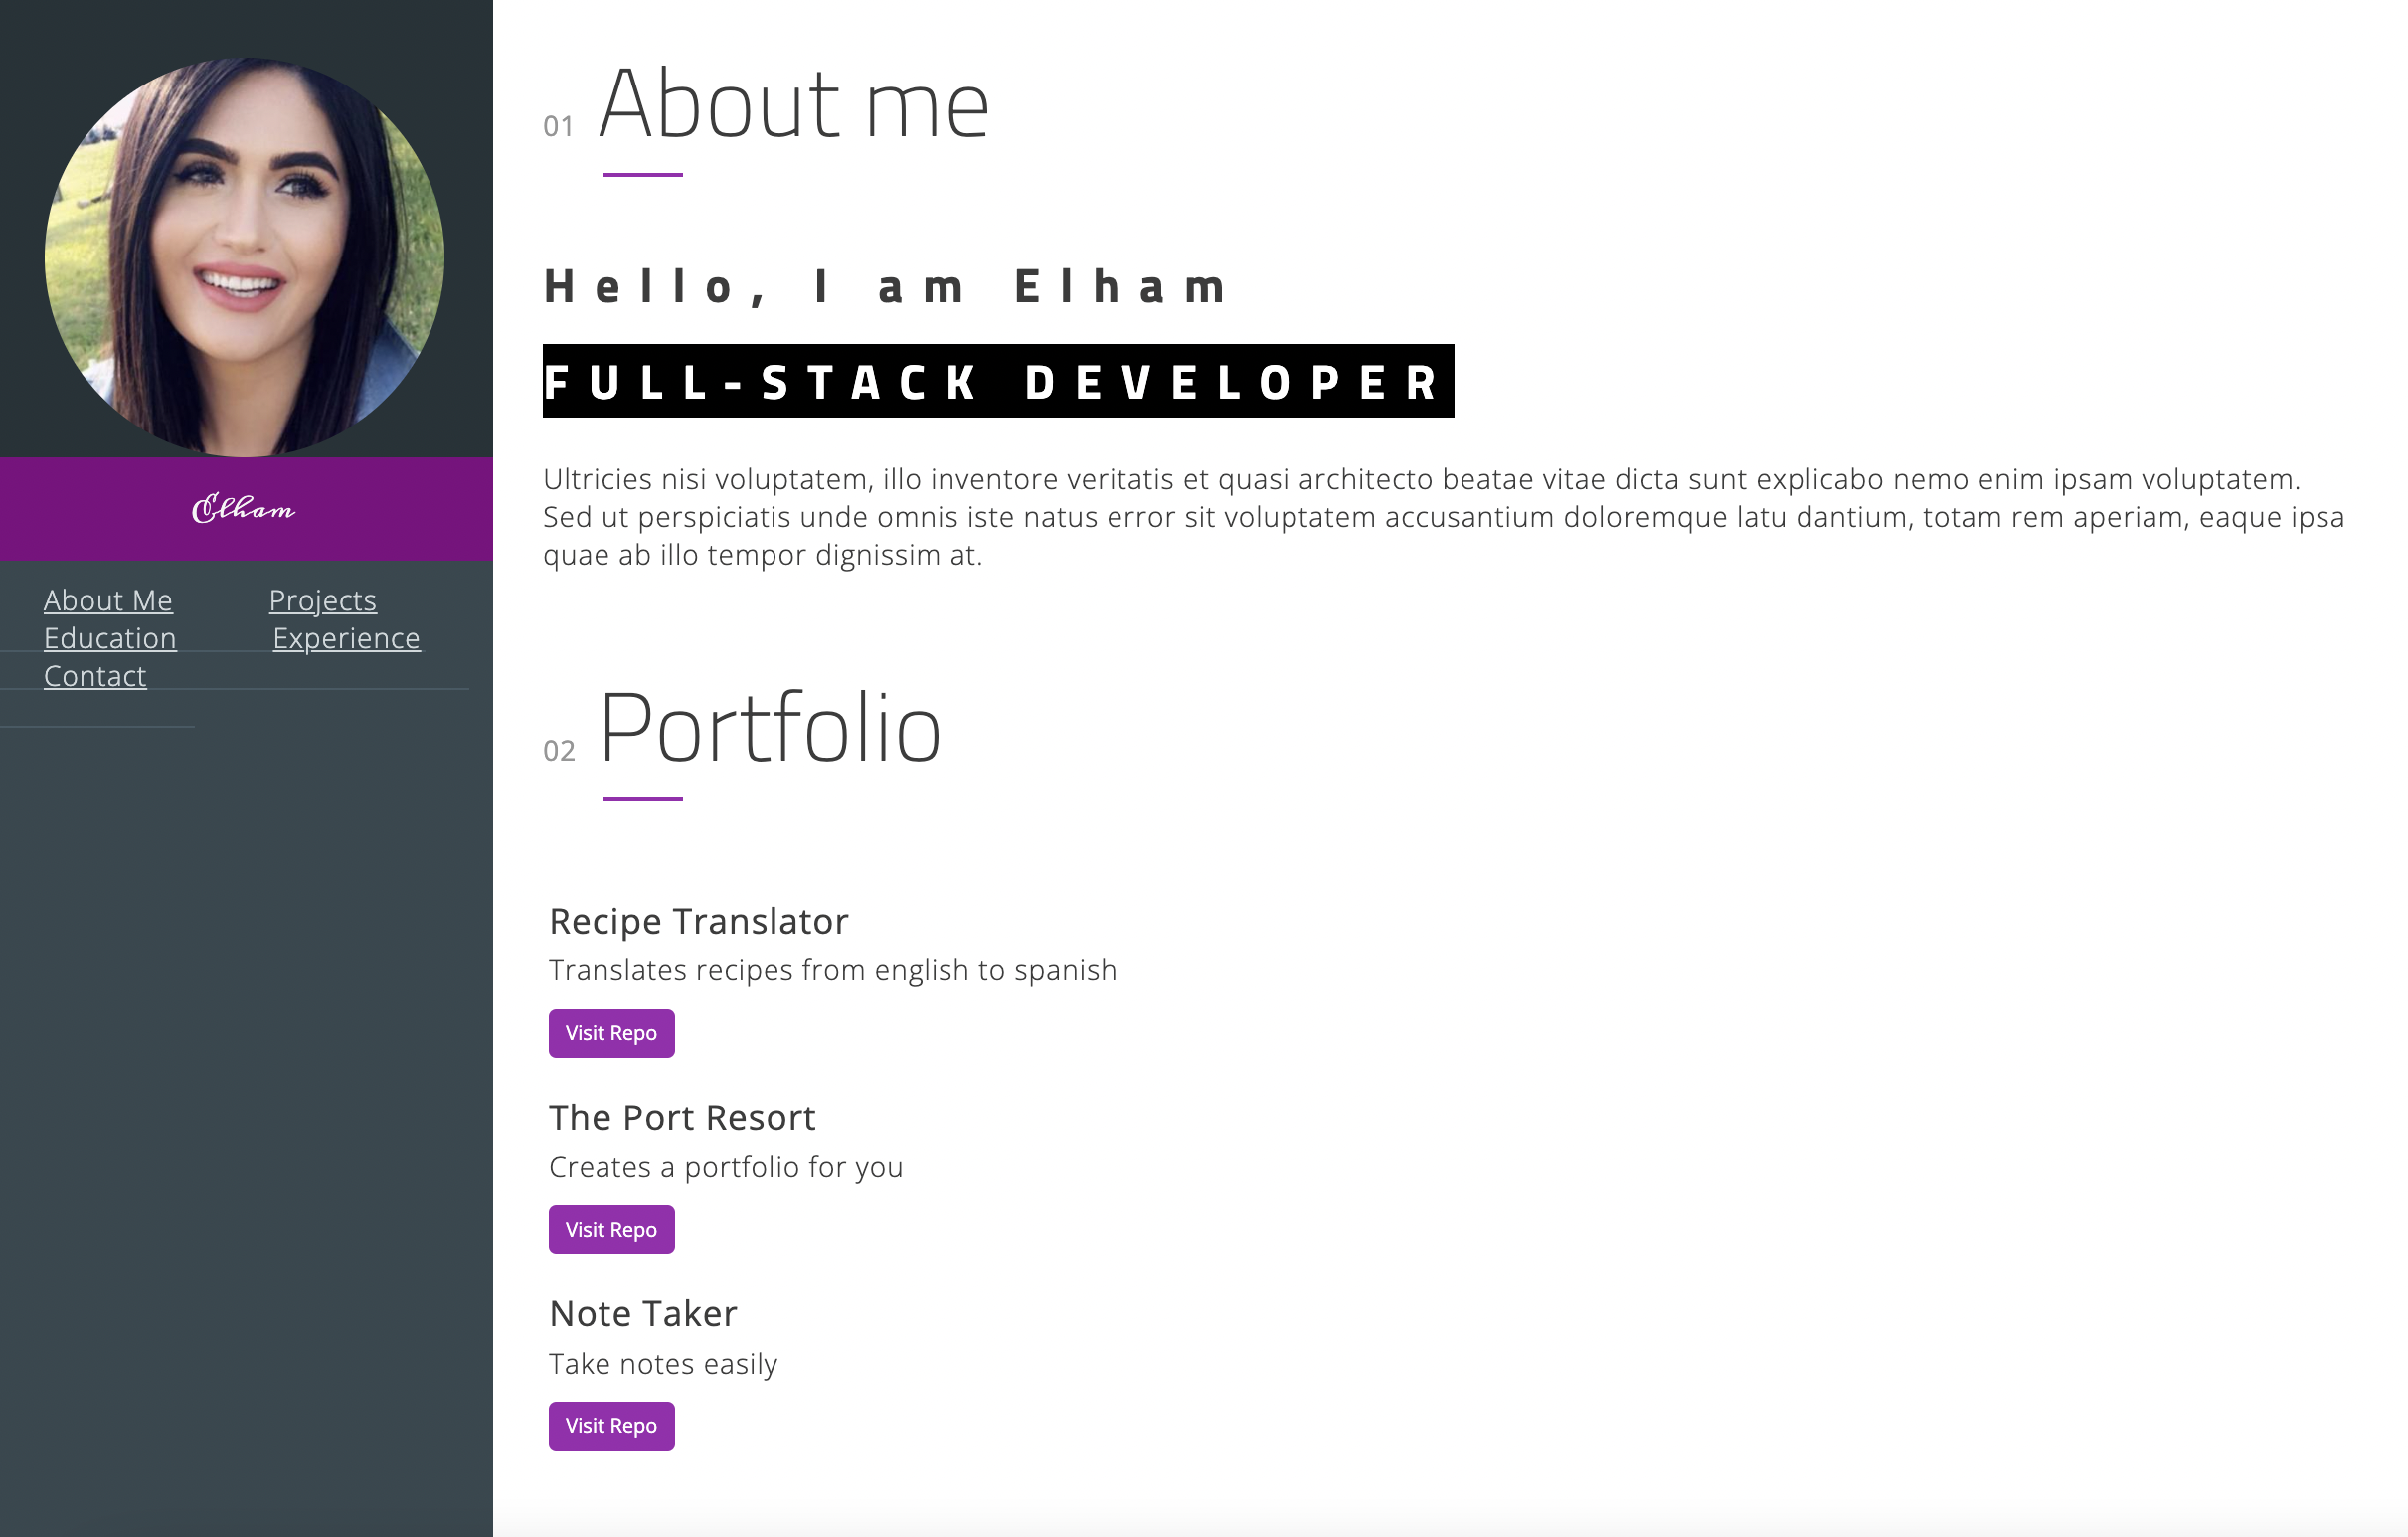 Elham
About Me Projects
Education Experience
Contact
01 About me
Hello, I am Elham
FULL-STACK DEVELOPER
Ultricies nisi voluptatem, illo inventore veritatis et quasi architecto beatae vitae dicta sunt explicabo nemo enim ipsam voluptatem.
Sed ut perspiciatis unde omnis iste natus error sit voluptatem accusantium doloremque latu dantium, totam rem aperiam, eaque ipsa
quae ab illo tempor dignissim at.
02 Portfolio
Recipe Translator
Translates recipes from english to spanish
Visit Repo
The Port Resort
Creates a portfolio for you
Visit Repo
Note Taker
Take notes easily
Visit Repo